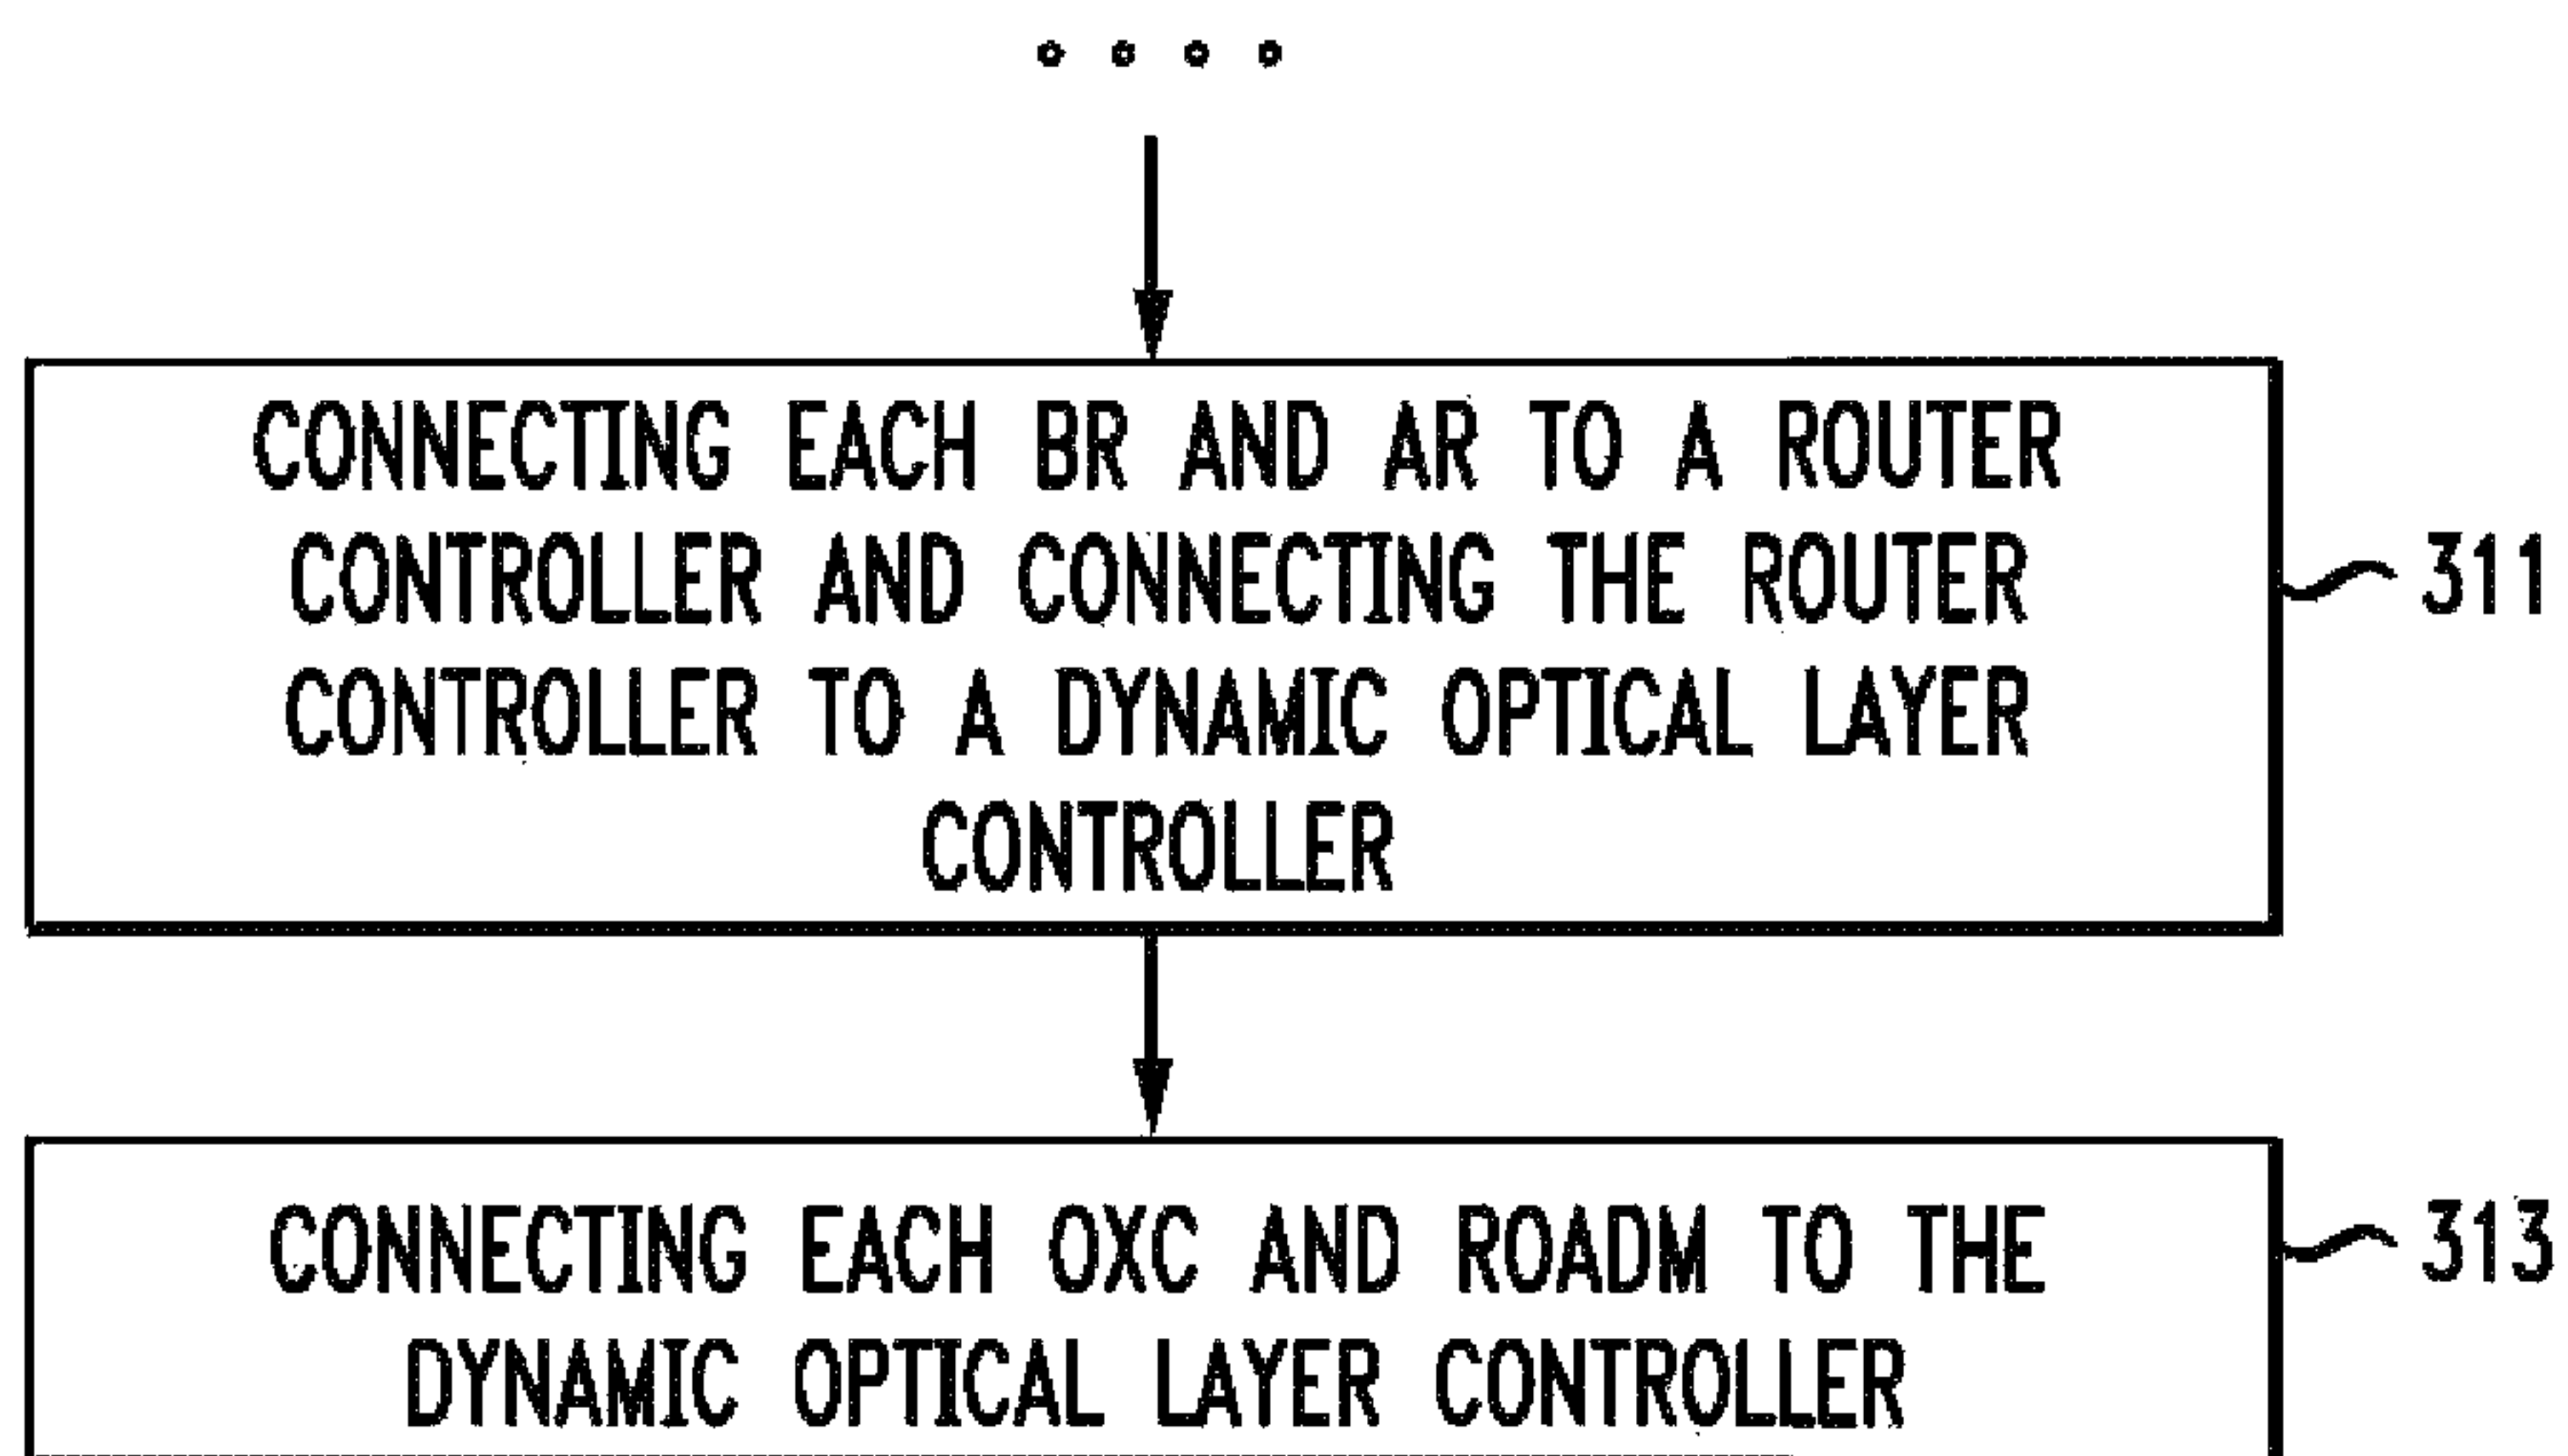 CONNECTING EACH BR AND AR TO A ROUTER
CONTROLLER AND CONNECTING THE ROUTER
CONTROLLER TO A DYNAMIC OPTICAL LAYER
CONTROLLER
311
CONNECTING EACH OXC AND ROADM TO THE
DYNAMIC OPTICAL LAYER CONTROLLER
313